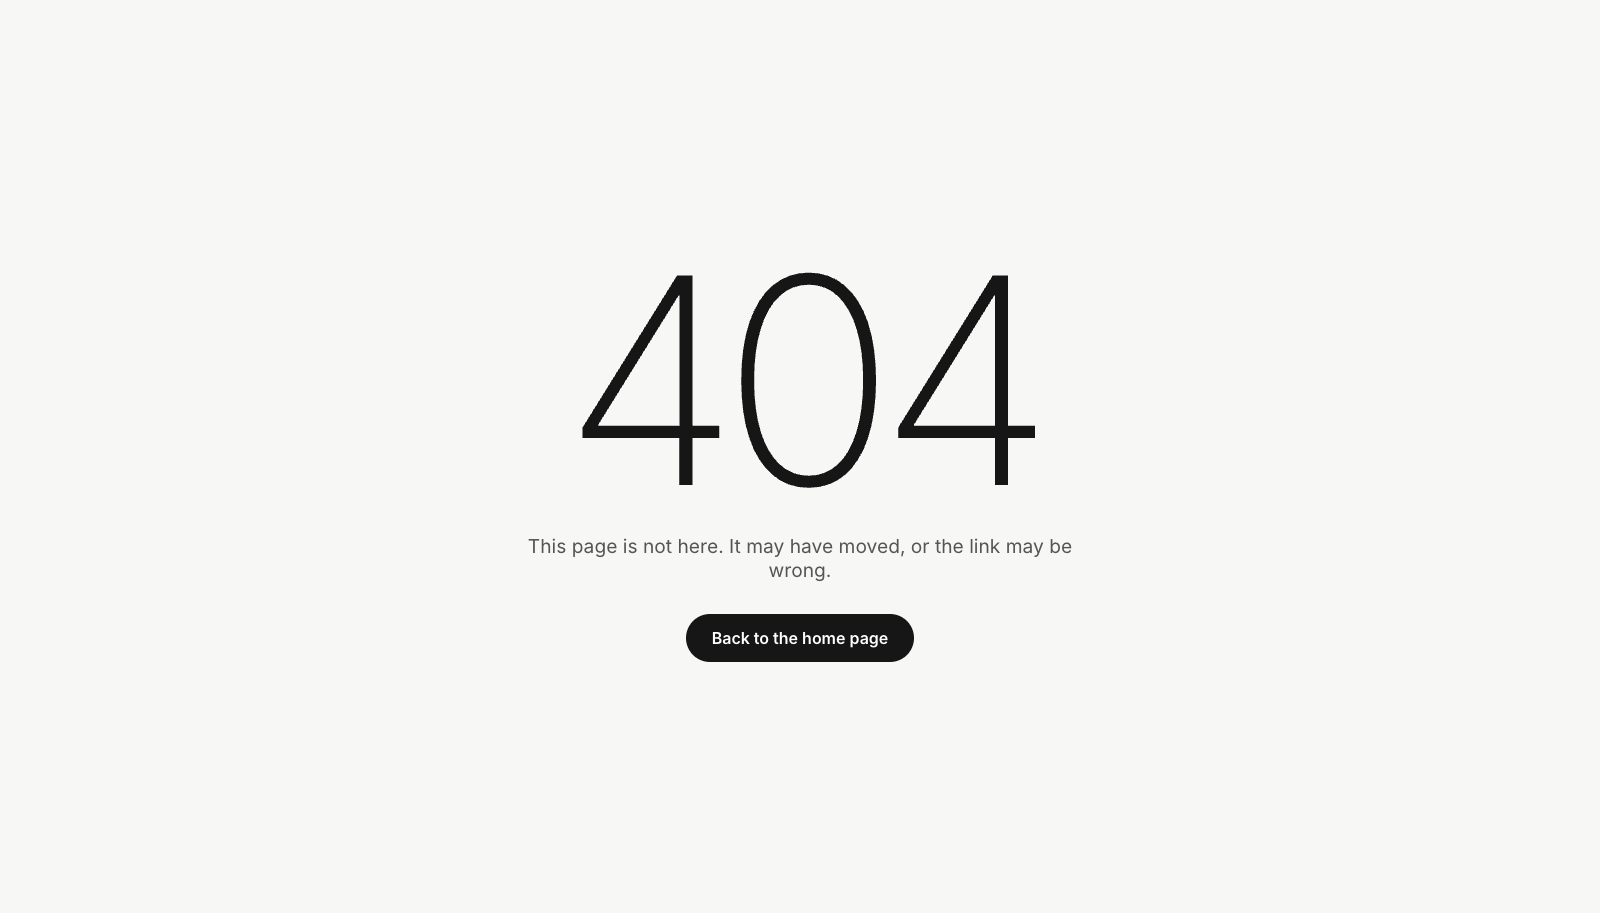 404
This page is not here. It may have moved, or the link may be
wrong.
Back to the home page